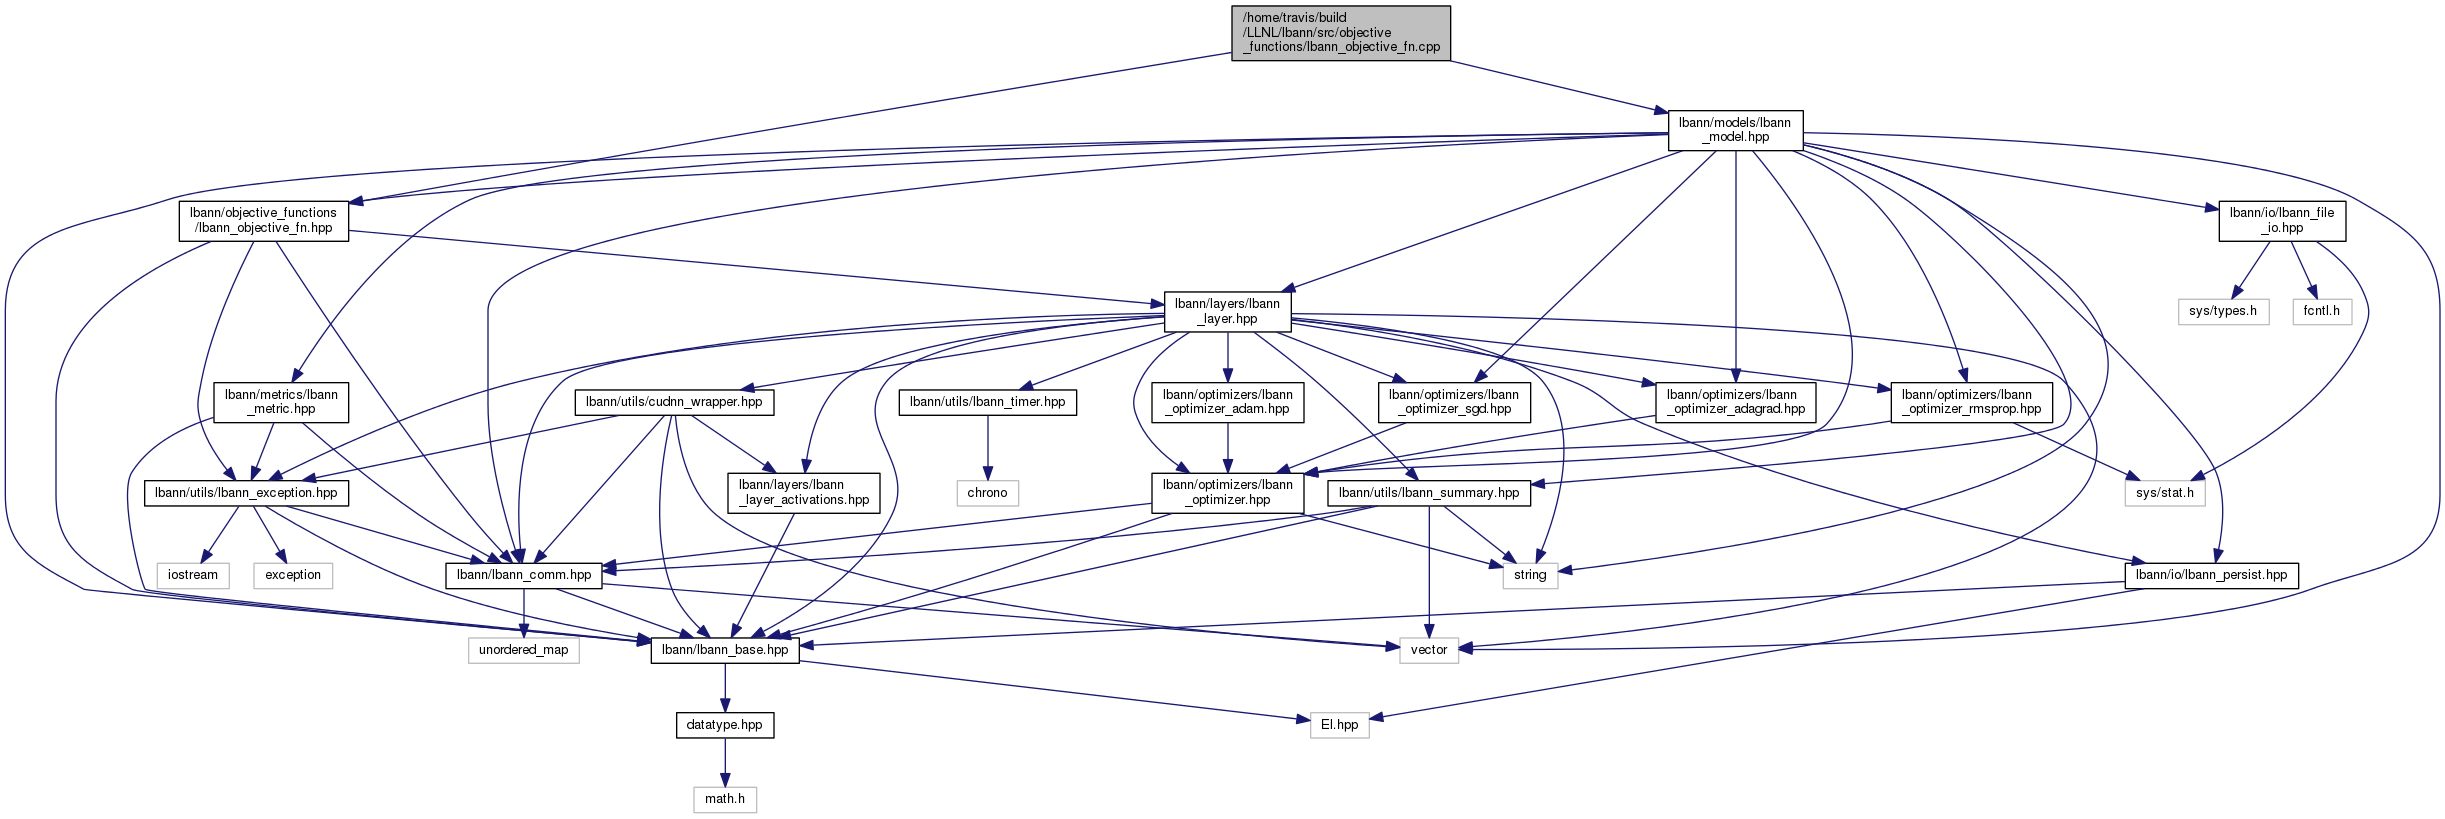 /home/travis/build
/LLNL/lbann/src/objective
_functions/lbann_objective_fn.cpp
lbann/models/lbann
_model.hpp
lbann/objective_functions
/lbann_objective_fn.hpp
lbann/io/lbann_file
_io.hpp
lbann/layers/lbann
_layer.hpp
sys/types.h
fcntl.h
lbann/metrics/lbann
_metric.hpp
lbann/utils/cudnn_wrapper.hpp
lbann/utils/lbann_timer.hpp
lbann/optimizers/lbann
_optimizer_adam.hpp
lbann/optimizers/lbann
_optimizer_sgd.hpp
lbann/optimizers/lbann
_optimizer_adagrad.hpp
lbann/optimizers/lbann
_optimizer_rmsprop.hpp
lbann/utils/lbann_exception.hpp
lbann/layers/lbann
_layer_activations.hpp
chrono
lbann/optimizers/lbann
_optimizer.hpp
lbann/utils/lbann_summary.hpp
sys/stat.h
iostream
exception
lbann/lbann_comm.hpp
string
lbann/io/lbann_persist.hpp
unordered_map
lbann/lbann_base.hpp
vector
datatype.hpp
El.hpp
math.h